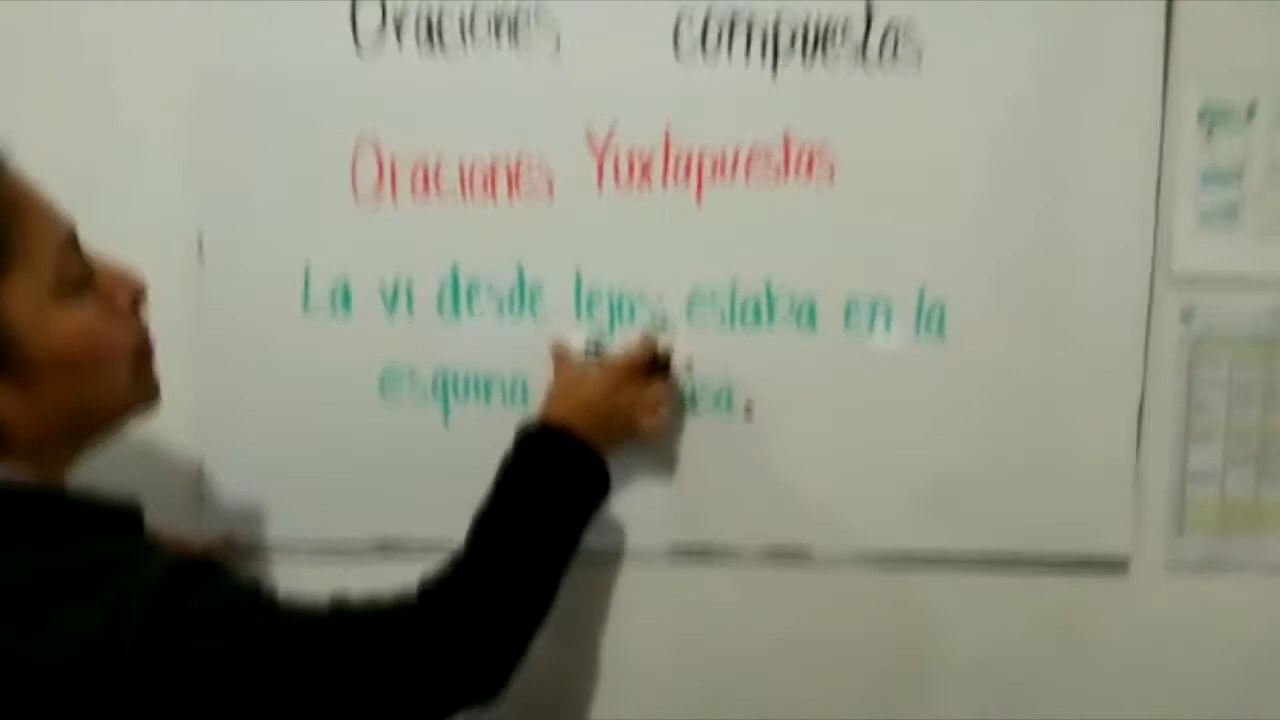 Oraciones compuestas
Oraciones Yuxtapuestas
La vi desde lejos; estaba en la
esquina